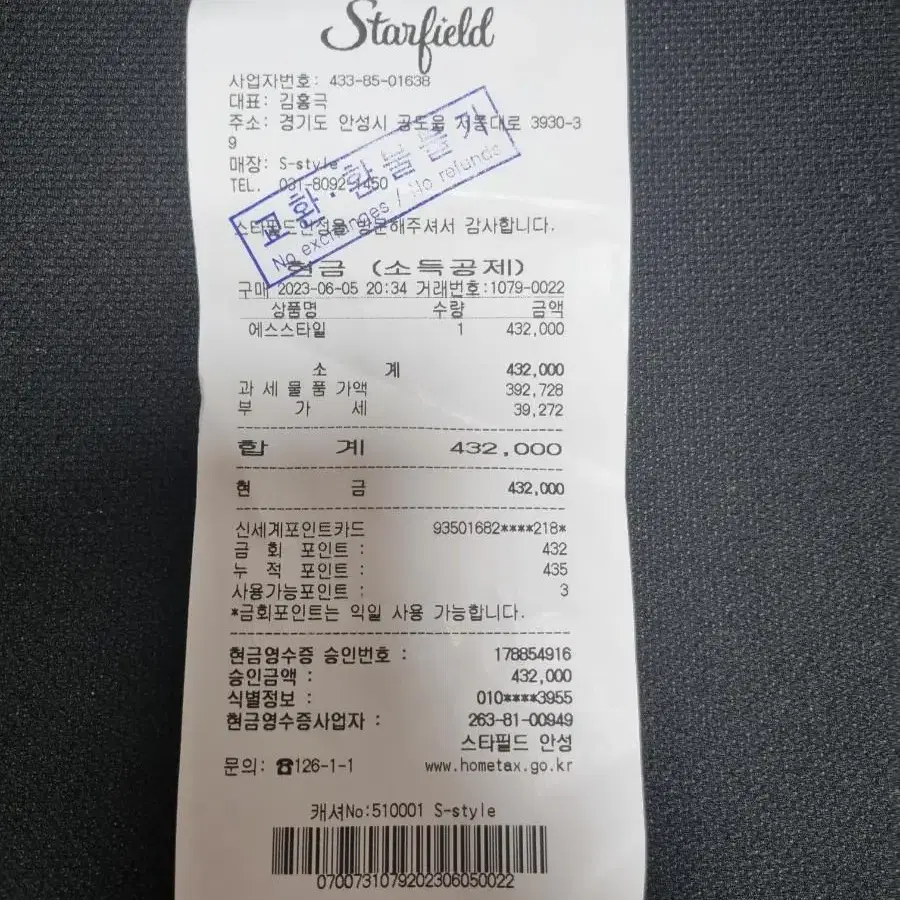 Starfield
사업자번호: 433-85-01638
대표: 김홍극
주소: 경기도 안성시 공도읍 서동대로 3930-3
9
매장: S-style
TEL. 031-8092-7450
교환·환불불가
No exchanges / No refunds
스타필드안성을 방문해주셔서 감사합니다.
현금 (소득공제)
구매 2023-06-05 20:34 거래번호:1079-0022
상품명 수량 금액
에스스타일 1 432,000
소 계 432,000
과 세 물 품 가액 392,728
부 가 세 39,272
합 계 432,000
현 금 432,000
신세계포인트카드 93501682****218*
금 회 포인트 : 432
누 적 포인트 : 435
사용가능포인트 : 3
*금회포인트는 익일 사용 가능합니다.
현금영수증 승인번호 : 178854916
승인금액 : 432,000
식별정보 : 010****3955
현금영수증사업자 : 263-81-00949
스타필드 안성
문의: ☎126-1-1 www.hometax.go.kr
캐셔No:510001 S-style
0700731079202306050022